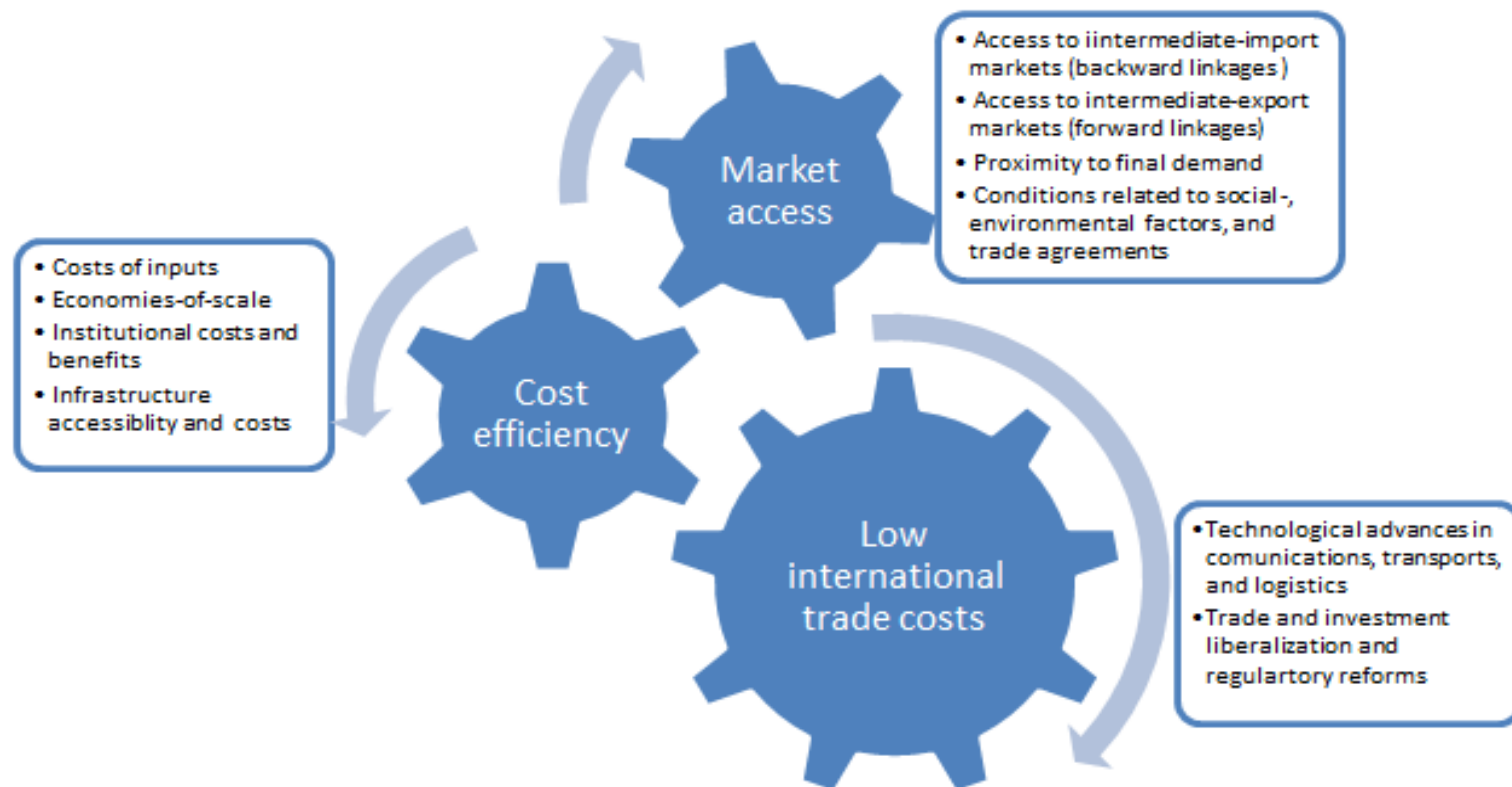 • Access to iintermediate-import
markets (backward linkages )
• Access to intermediate-export
markets (forward linkages)
• Proximity to final demand
• Conditions related to social-,
environmental factors, and
trade agreements
Market
access
• Costs of inputs
• Economies-of-scale
• Institutional costs and
benefits
• Infrastructure
accessiblity and costs
Cost
efficiency
Low
international
trade costs
•Technological advances in
comunications, transports,
and logistics
•Trade and investment
liberalization and
regulartory reforms